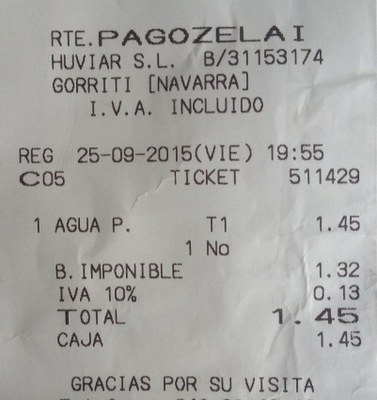 RTE. PAGOZELAI
HUVIAR S.L. B/31153174
GORRITI [NAVARRA]
I.V.A. INCLUIDO
REG 25-09-2015(VIE) 19:55
C05 TICKET 511429
1 AGUA P. T1 1.45
1 No
B. IMPONIBLE 1.32
IVA 10% 0.13
TOTAL 1.45
CAJA 1.45
GRACIAS POR SU VISITA